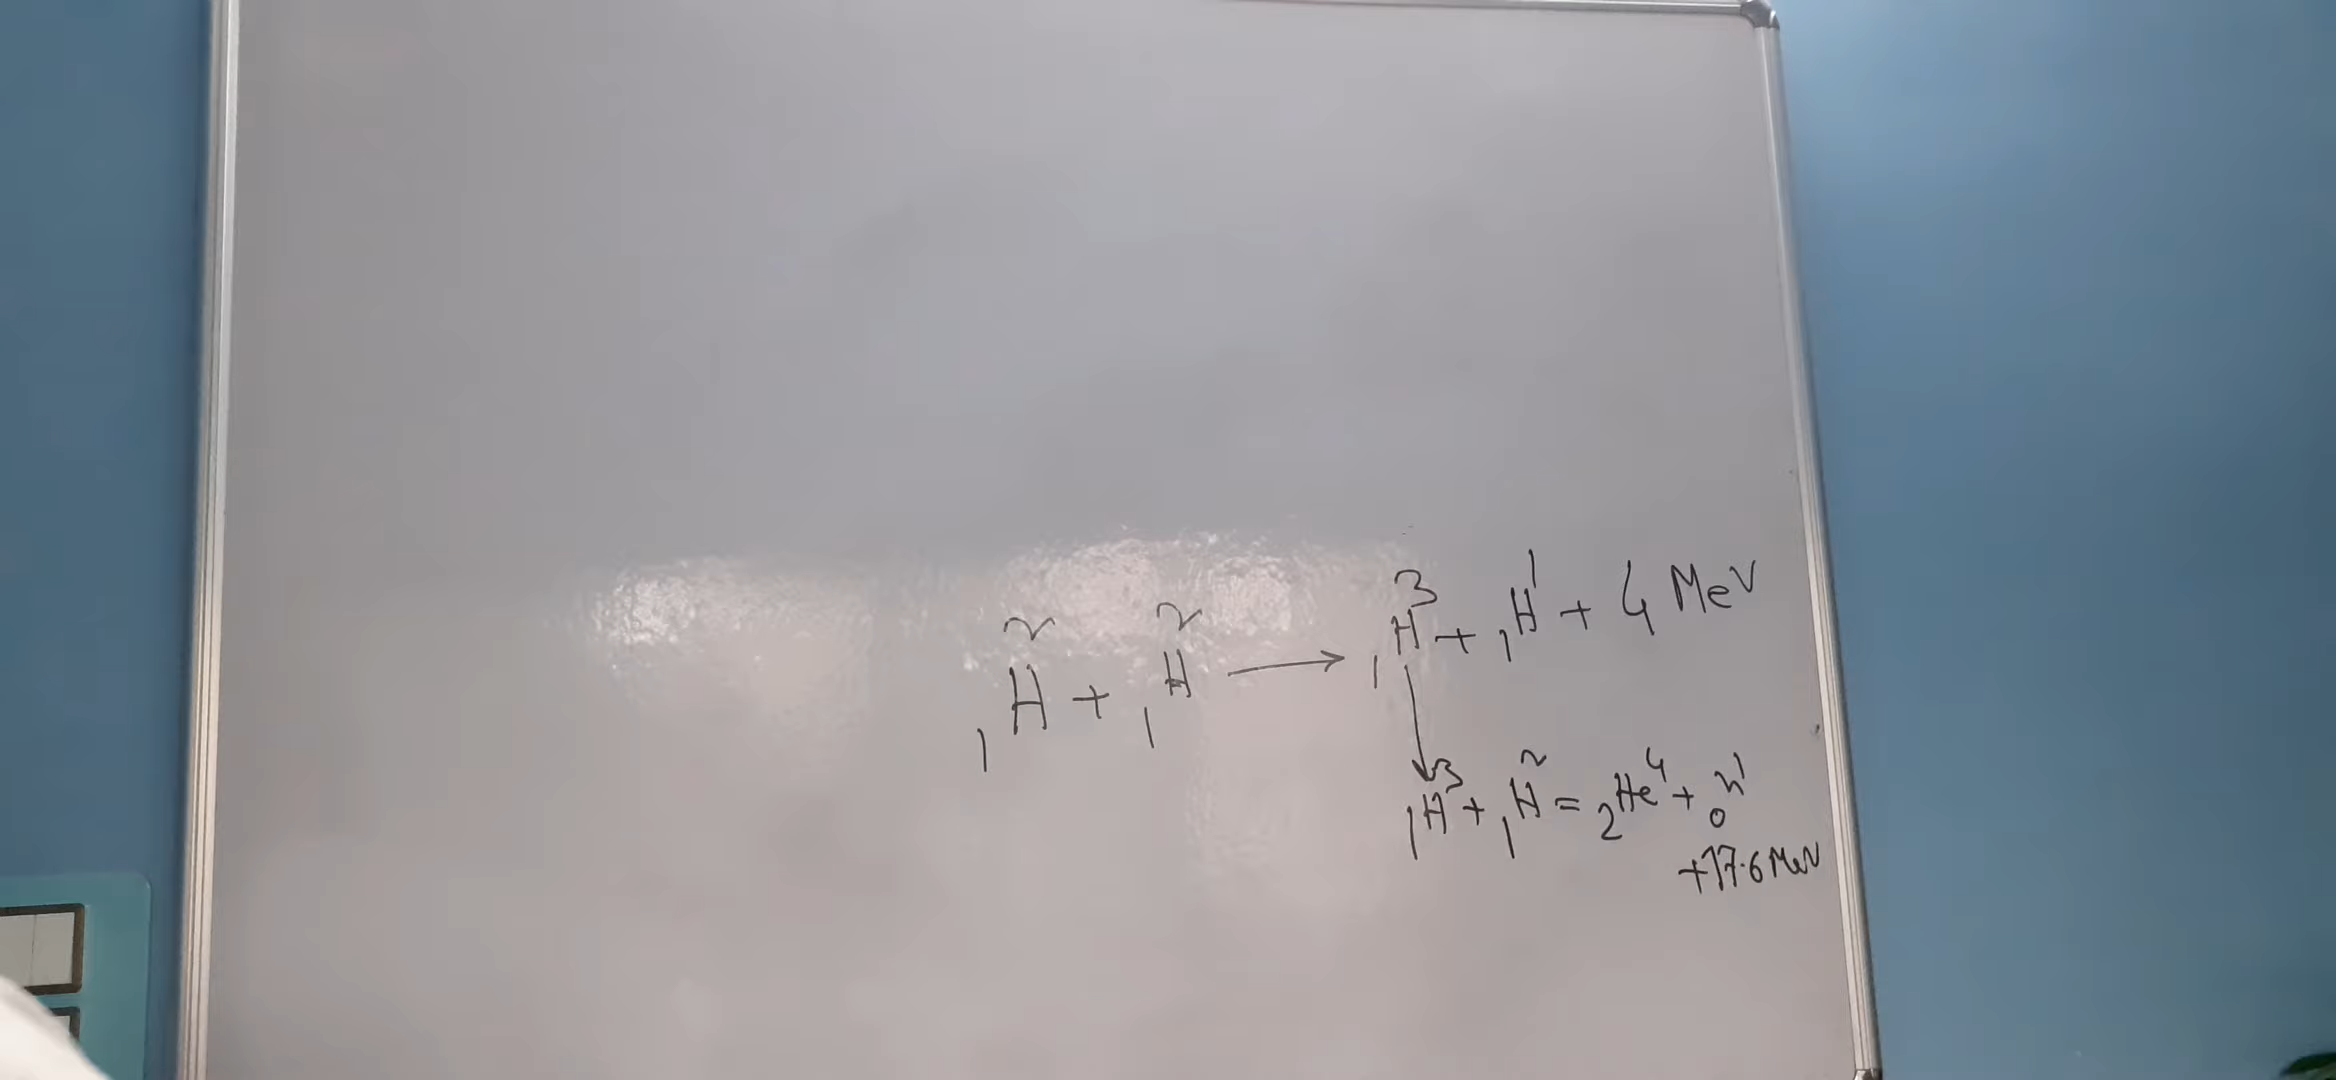 ₁H² + ₁H² → ₁H³ + ₁H¹ + 4 MeV
↓
₁H³ + ₁H² = ₂He⁴ + ₀n¹
+17.6 MeV